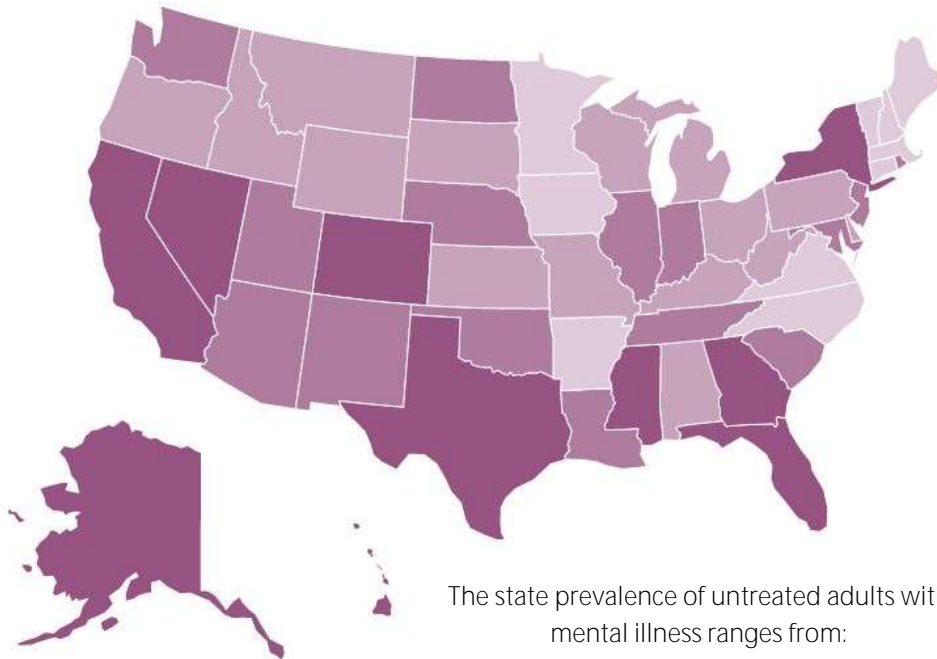 The state prevalence of untreated adults wit
mental illness ranges from: